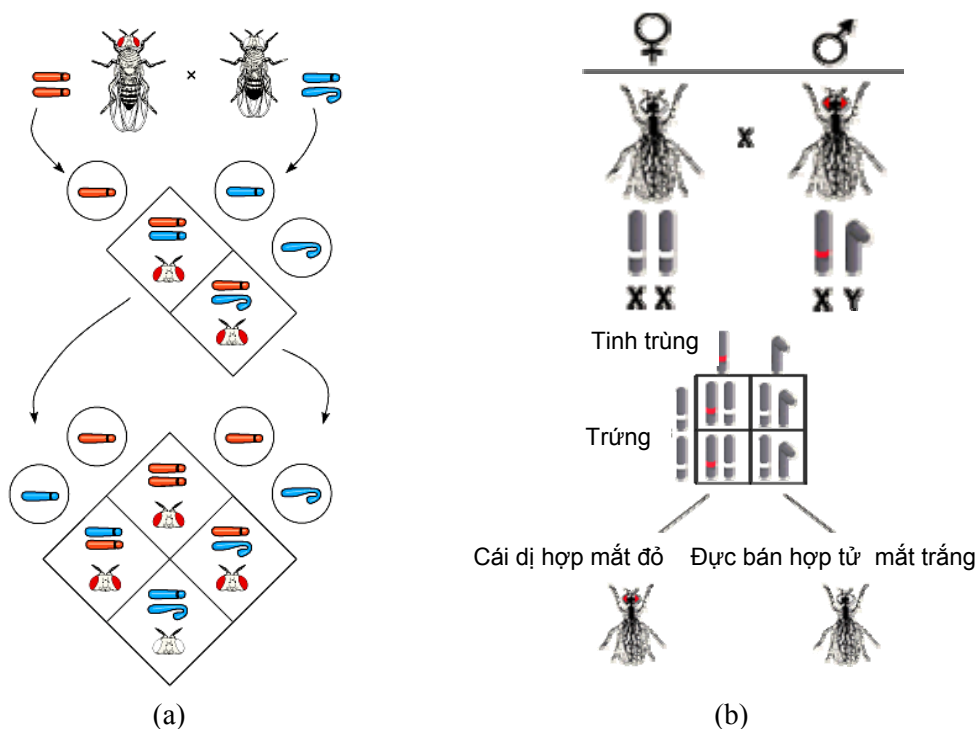 ×
X
X X
X Y
Tinh trùng
Trứng
Cái dị hợp mắt đỏ
Đực bán hợp tử mắt trắng
(a)
(b)